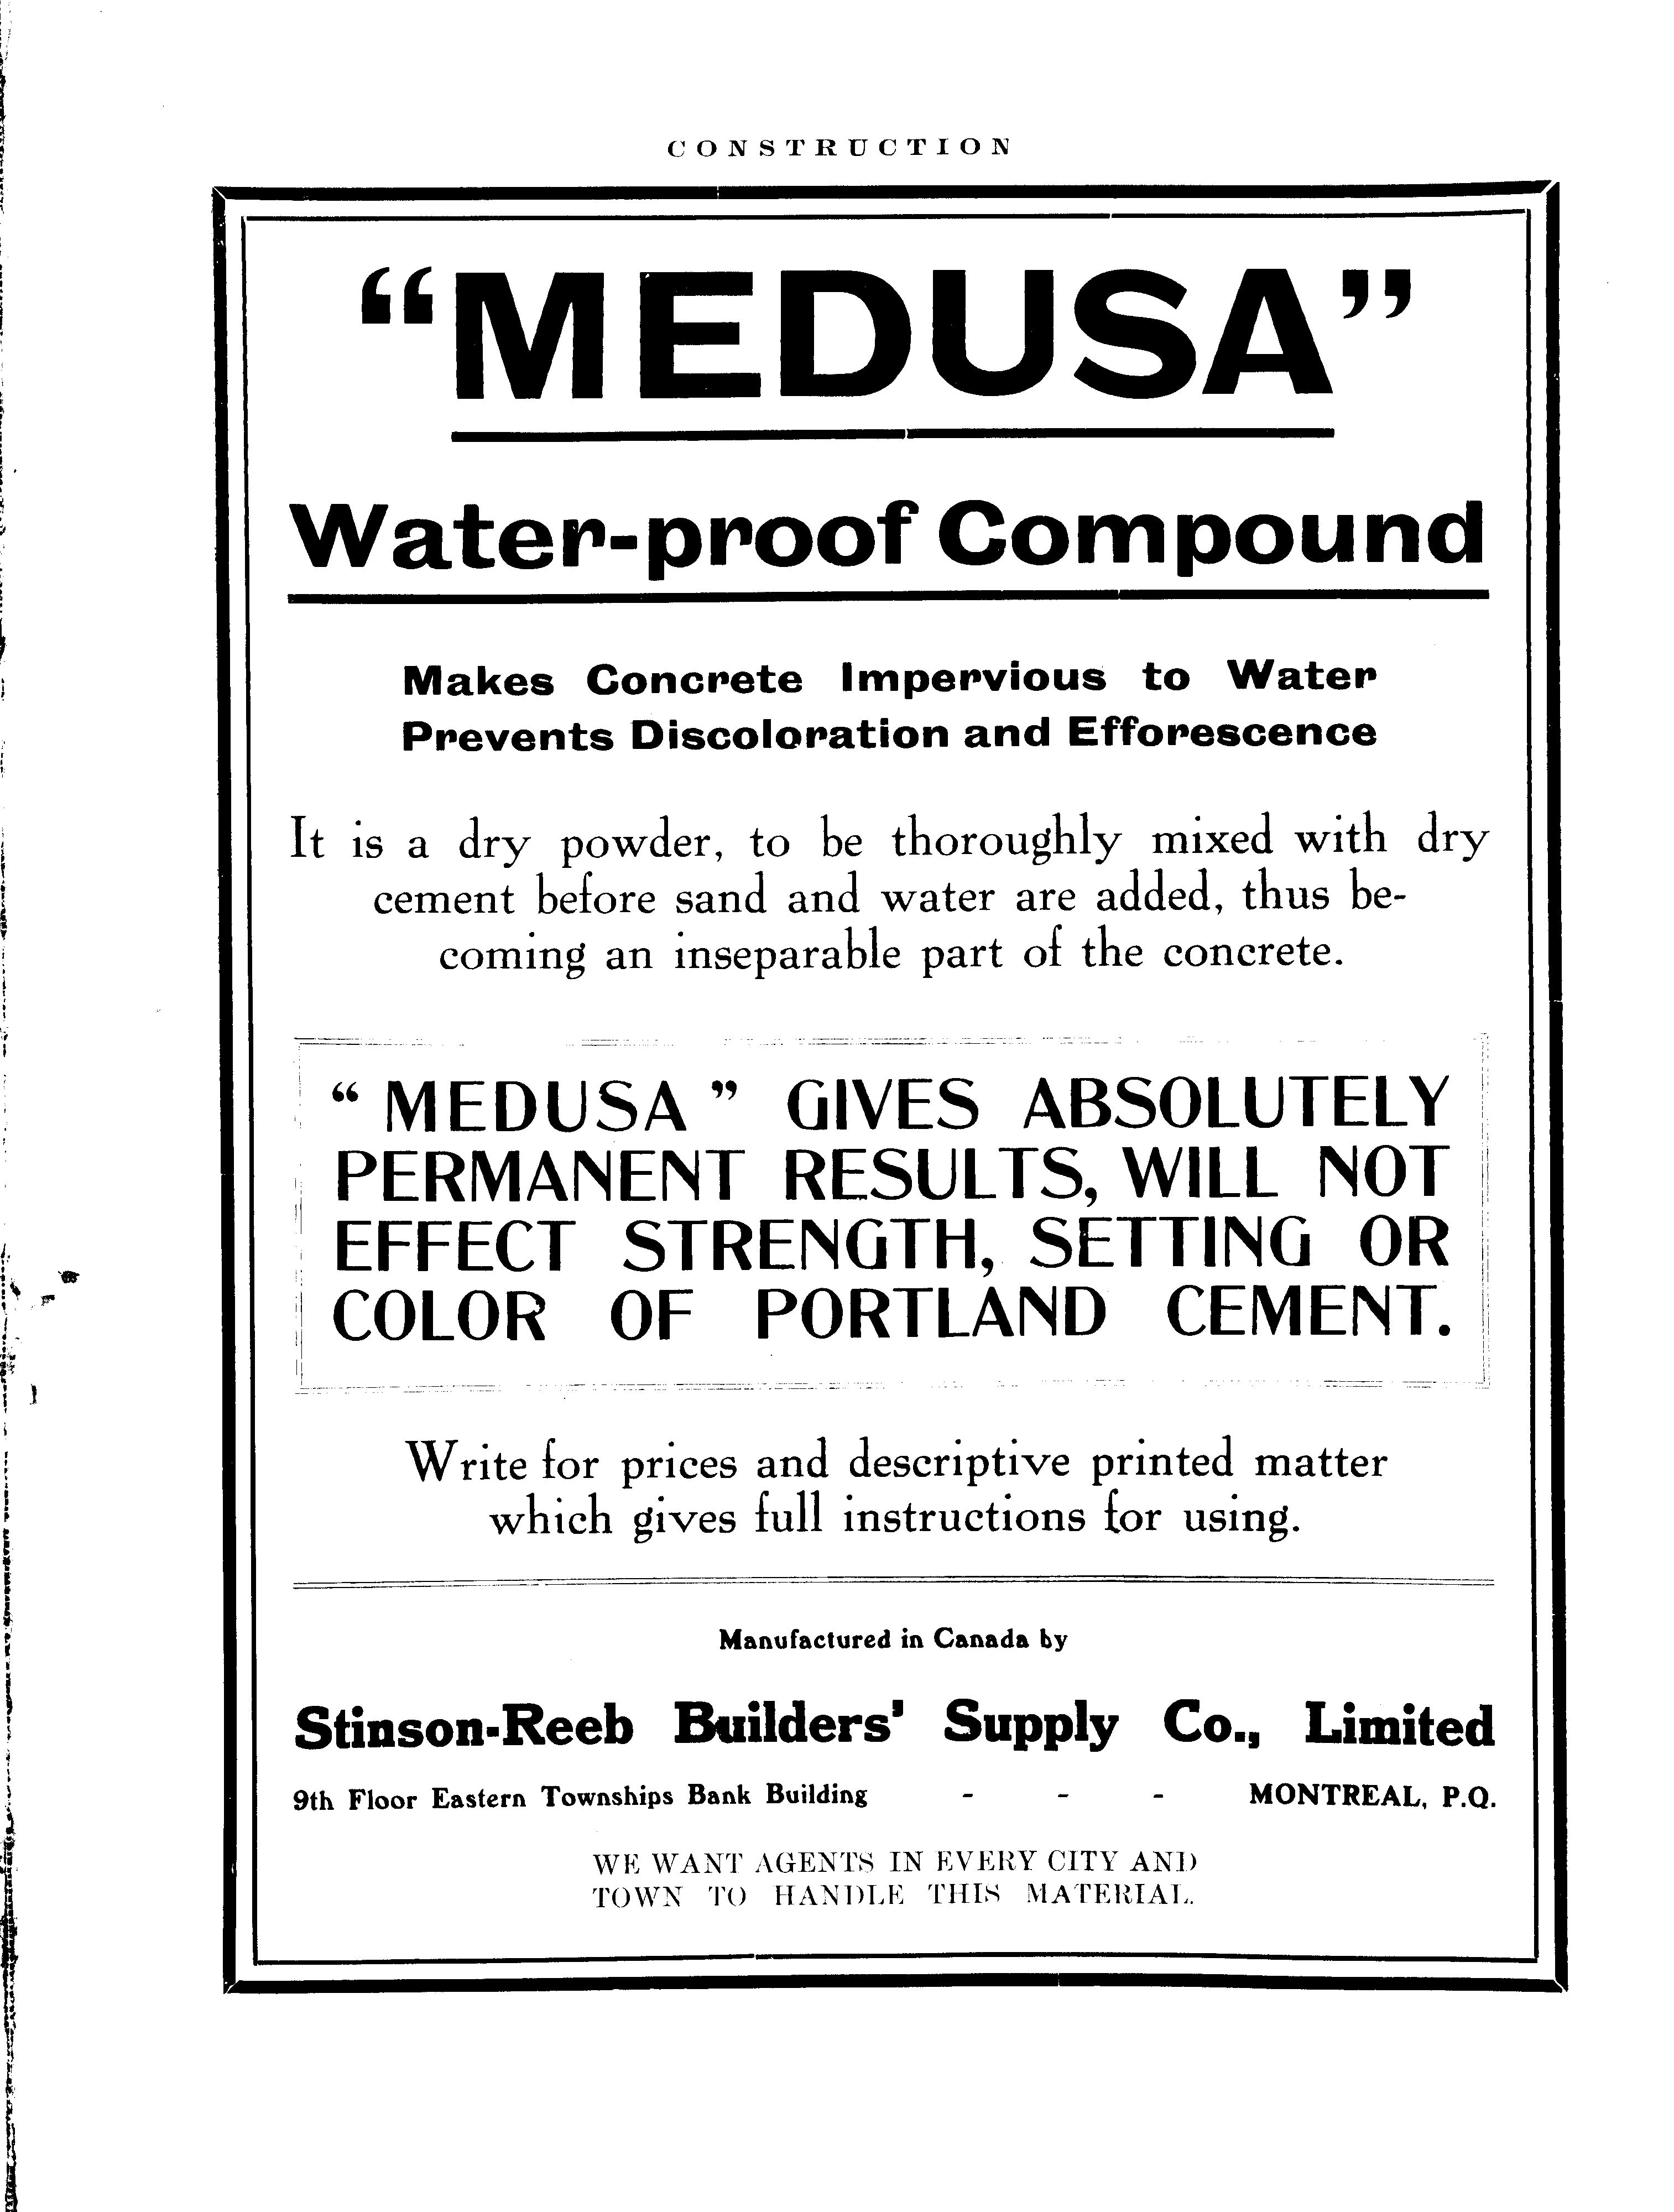 CONSTRUCTION
“MEDUSA”
Water-proof Compound
Makes Concrete Impervious to Water
Prevents Discoloration and Efforescence
It is a dry powder, to be thoroughly mixed with dry
cement before sand and water are added, thus be-
coming an inseparable part of the concrete.
“MEDUSA” GIVES ABSOLUTELY
PERMANENT RESULTS, WILL NOT
EFFECT STRENGTH, SETTING OR
COLOR OF PORTLAND CEMENT.
Write for prices and descriptive printed matter
which gives full instructions for using.
Manufactured in Canada by
Stinson-Reeb Builders' Supply Co., Limited
9th Floor Eastern Townships Bank Building - - - MONTREAL, P.Q.
WE WANT AGENTS IN EVERY CITY AND
TOWN TO HANDLE THIS MATERIAL.